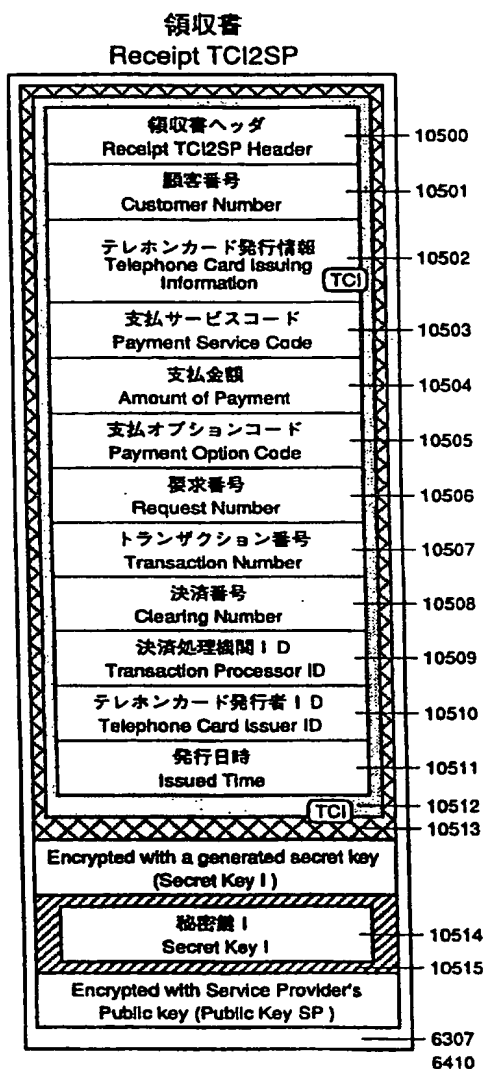 領収書
Receipt TCI2SP
領収書ヘッダ
Receipt TCI2SP Header
10500
顧客番号
Customer Number
10501
テレホンカード発行情報
Telephone Card Issuing
Information
TCI
10502
支払サービスコード
Payment Service Code
10503
支払金額
Amount of Payment
10504
支払オプションコード
Payment Option Code
10505
要求番号
Request Number
10506
トランザクション番号
Transaction Number
10507
決済番号
Clearing Number
10508
決済処理機関ID
Transaction Processor ID
10509
テレホンカード発行者ID
Telephone Card Issuer ID
10510
発行日時
Issued Time
10511
TCI
10512
10513
Encrypted with a generated secret key
(Secret Key I)
秘密鍵 I
Secret Key I
10514
10515
Encrypted with Service Provider's
Public key (Public Key SP)
6307
6410